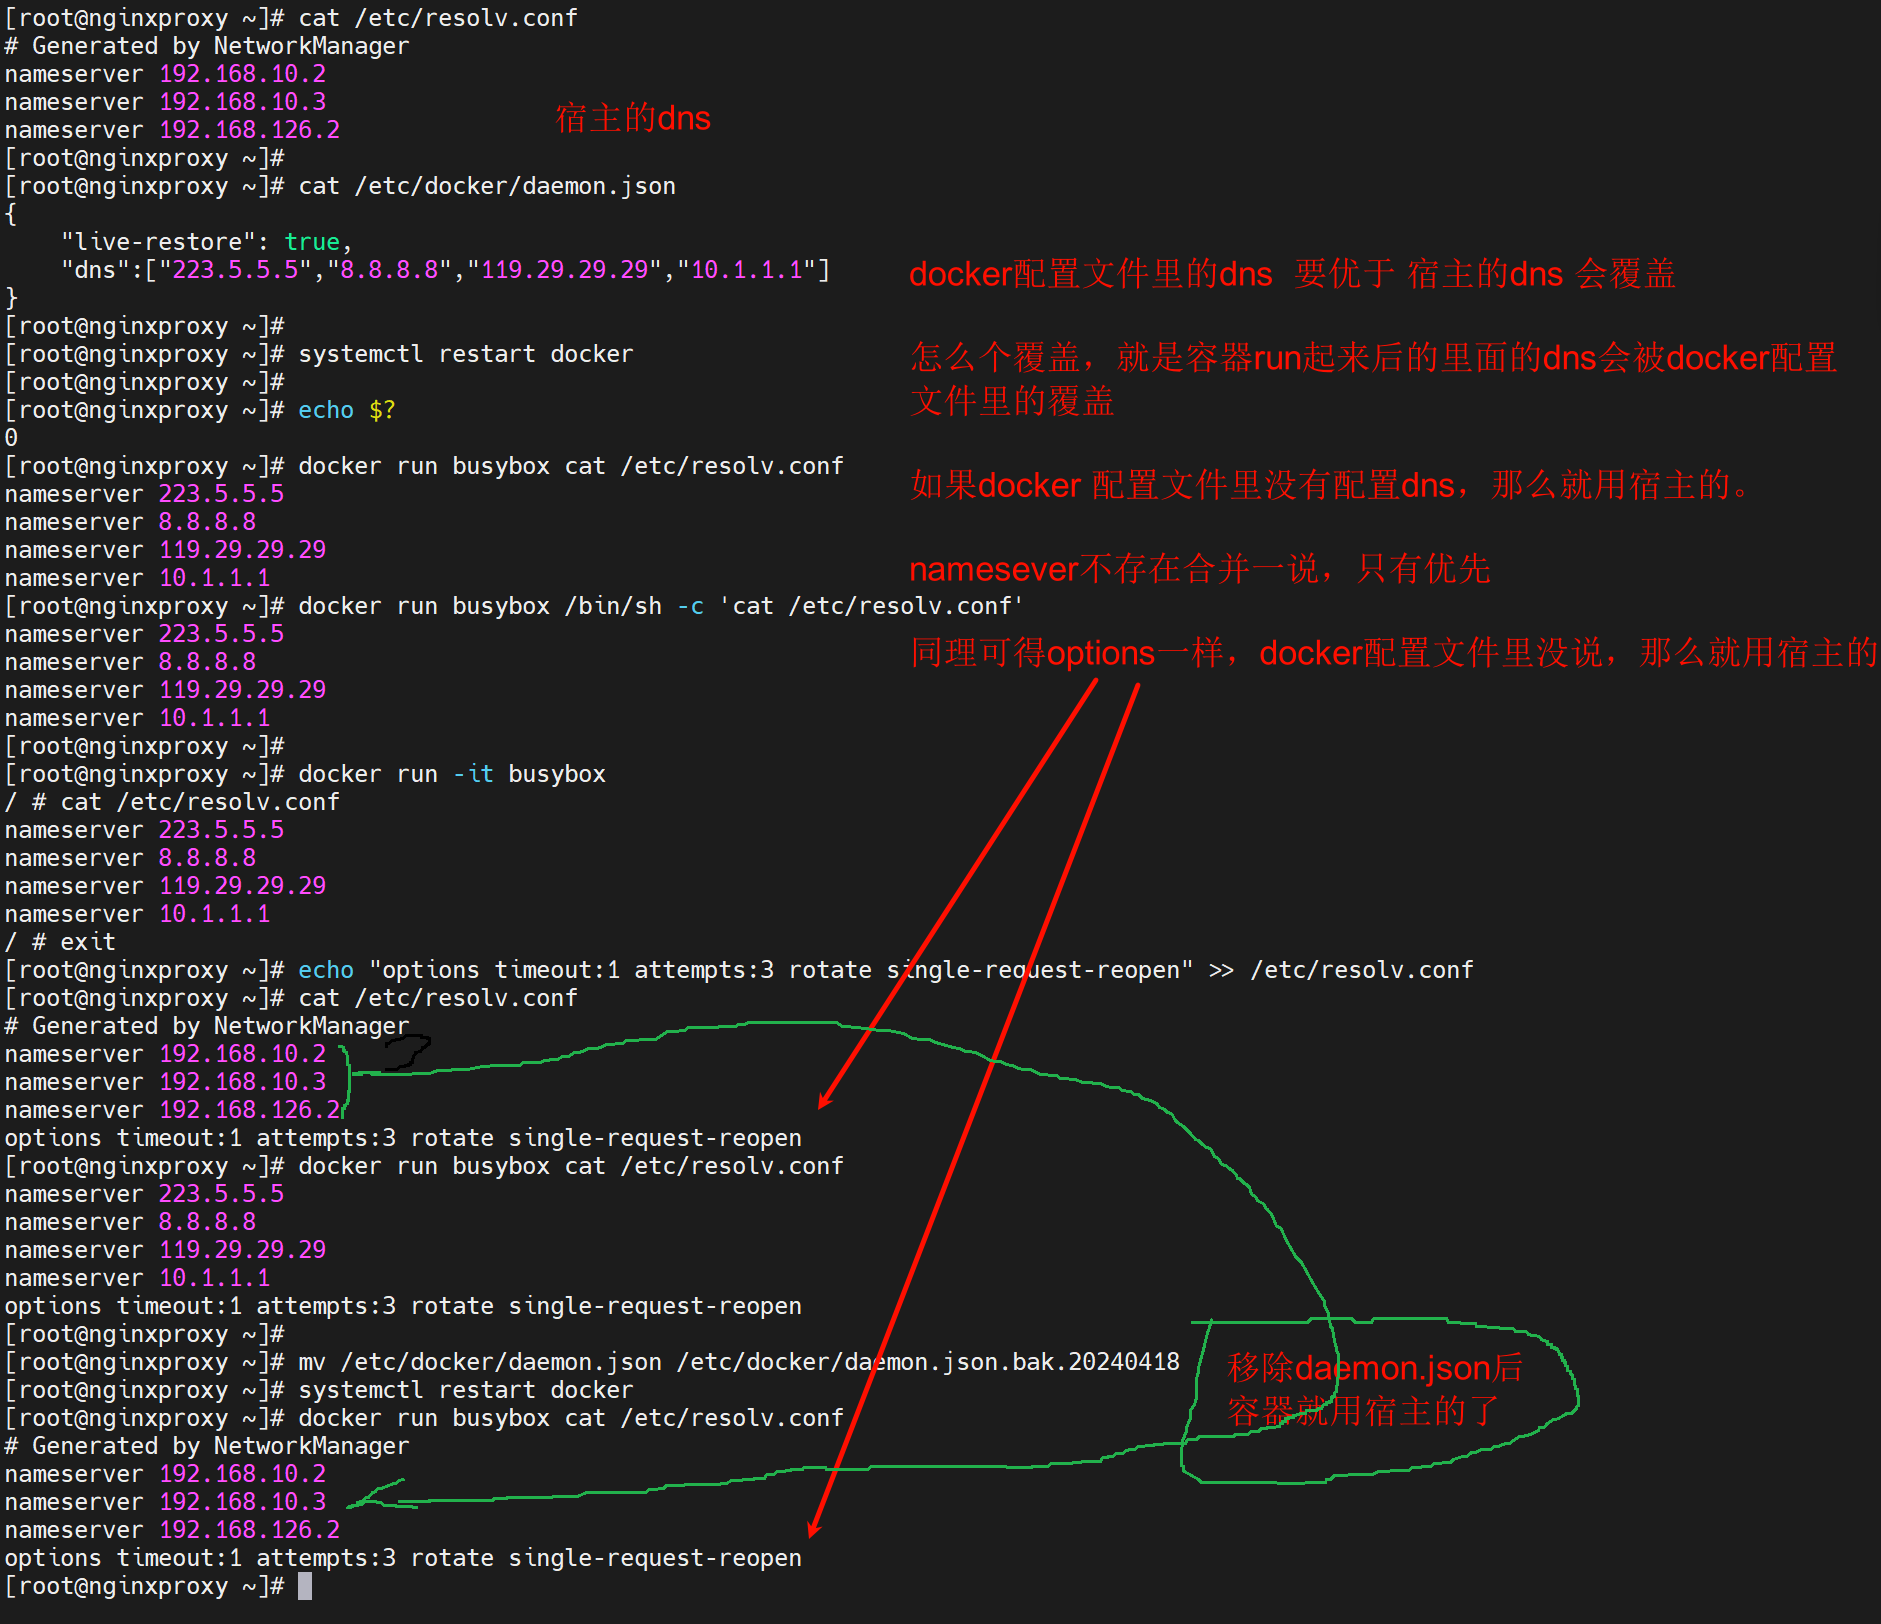 [root@nginxproxy ~]# cat /etc/resolv.conf
# Generated by NetworkManager
nameserver 192.168.10.2
nameserver 192.168.10.3
宿主的dns
nameserver 192.168.126.2
[root@nginxproxy ~]#
[root@nginxproxy ~]# cat /etc/docker/daemon.json
{
    "live-restore": true,
    "dns":["223.5.5.5","8.8.8.8","119.29.29.29","10.1.1.1"]
docker配置文件里的dns  要优于 宿主的dns 会覆盖
}
[root@nginxproxy ~]#
[root@nginxproxy ~]# systemctl restart docker
怎么个覆盖，就是容器run起来后的里面的dns会被docker配置
文件里的覆盖
[root@nginxproxy ~]#
[root@nginxproxy ~]# echo $?
0
[root@nginxproxy ~]# docker run busybox cat /etc/resolv.conf
如果docker 配置文件里没有配置dns，那么就用宿主的。
nameserver 223.5.5.5
nameserver 8.8.8.8
nameserver 119.29.29.29
namesever不存在合并一说，只有优先
nameserver 10.1.1.1
[root@nginxproxy ~]# docker run busybox /bin/sh -c 'cat /etc/resolv.conf'
nameserver 223.5.5.5
同理可得options一样，docker配置文件里没说，那么就用宿主的
nameserver 8.8.8.8
nameserver 119.29.29.29
nameserver 10.1.1.1
[root@nginxproxy ~]#
[root@nginxproxy ~]# docker run -it busybox
/ # cat /etc/resolv.conf
nameserver 223.5.5.5
nameserver 8.8.8.8
nameserver 119.29.29.29
nameserver 10.1.1.1
/ # exit
[root@nginxproxy ~]# echo "options timeout:1 attempts:3 rotate single-request-reopen" >> /etc/resolv.conf
[root@nginxproxy ~]# cat /etc/resolv.conf
# Generated by NetworkManager
nameserver 192.168.10.2
nameserver 192.168.10.3
nameserver 192.168.126.2
options timeout:1 attempts:3 rotate single-request-reopen
[root@nginxproxy ~]# docker run busybox cat /etc/resolv.conf
nameserver 223.5.5.5
nameserver 8.8.8.8
nameserver 119.29.29.29
nameserver 10.1.1.1
options timeout:1 attempts:3 rotate single-request-reopen
[root@nginxproxy ~]#
[root@nginxproxy ~]# mv /etc/docker/daemon.json /etc/docker/daemon.json.bak.20240418
移除daemon.json后
容器就用宿主的了
[root@nginxproxy ~]# systemctl restart docker
[root@nginxproxy ~]# docker run busybox cat /etc/resolv.conf
# Generated by NetworkManager
nameserver 192.168.10.2
nameserver 192.168.10.3
nameserver 192.168.126.2
options timeout:1 attempts:3 rotate single-request-reopen
[root@nginxproxy ~]#